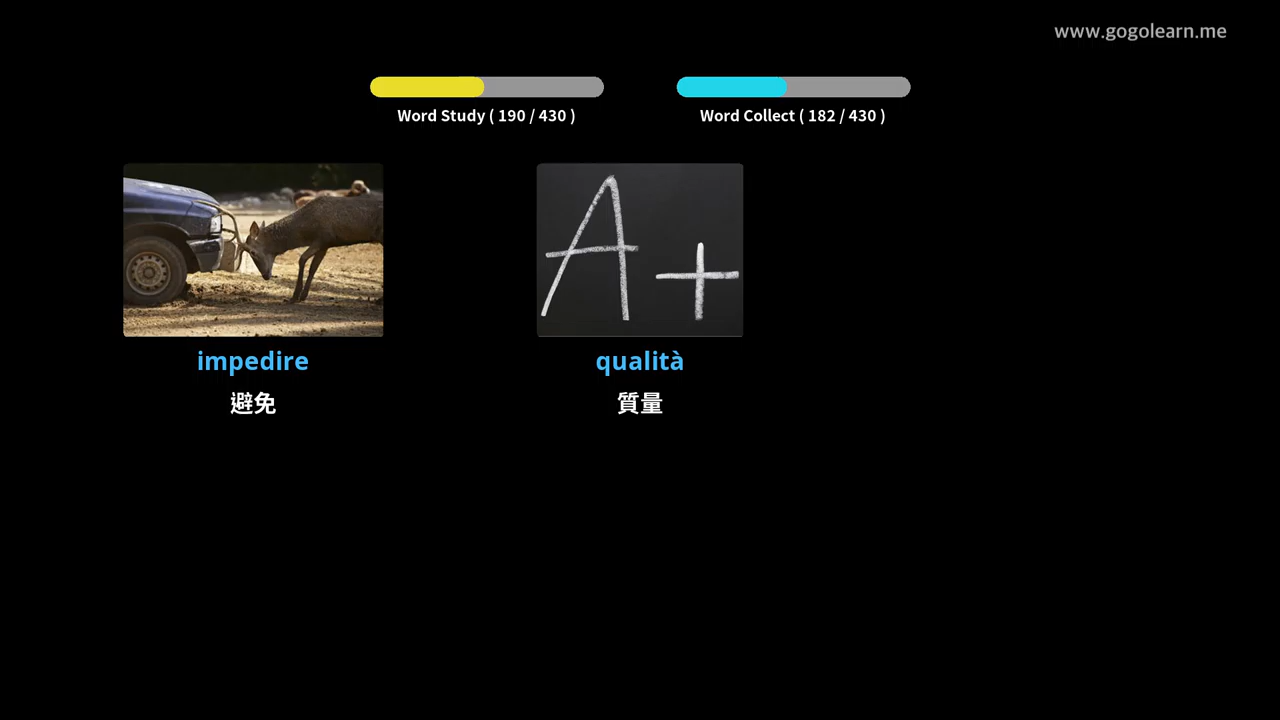 www.gogolearn.me
Word Study ( 190 / 430 )
Word Collect ( 182 / 430 )
A+
impedire
qualità
避免
質量